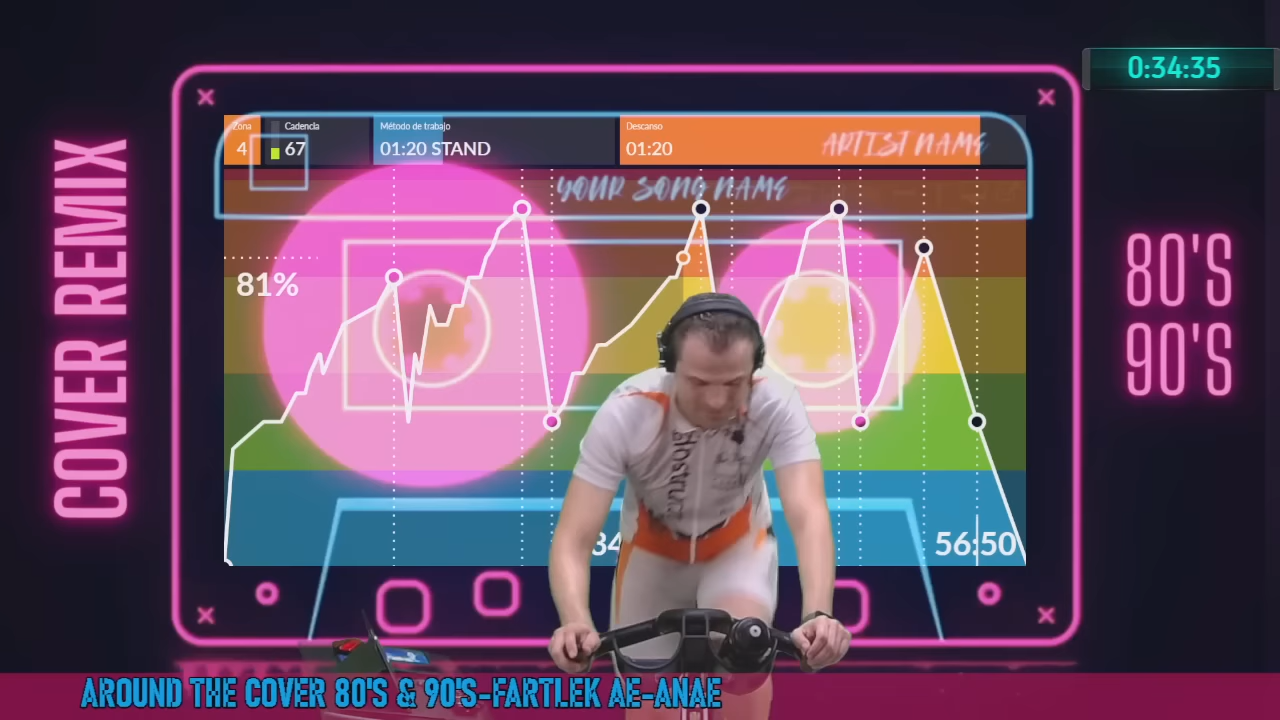 0:34:35
Zona
4
Cadencia
67
Método de trabajo
01:20 STAND
Descanso
01:20
ARTIST NAME
YOUR SONG NAME
81%
COVER REMIX
80'S
90'S
34
56:50
AROUND THE COVER 80'S & 90'S-FARTLEK AE-ANAE